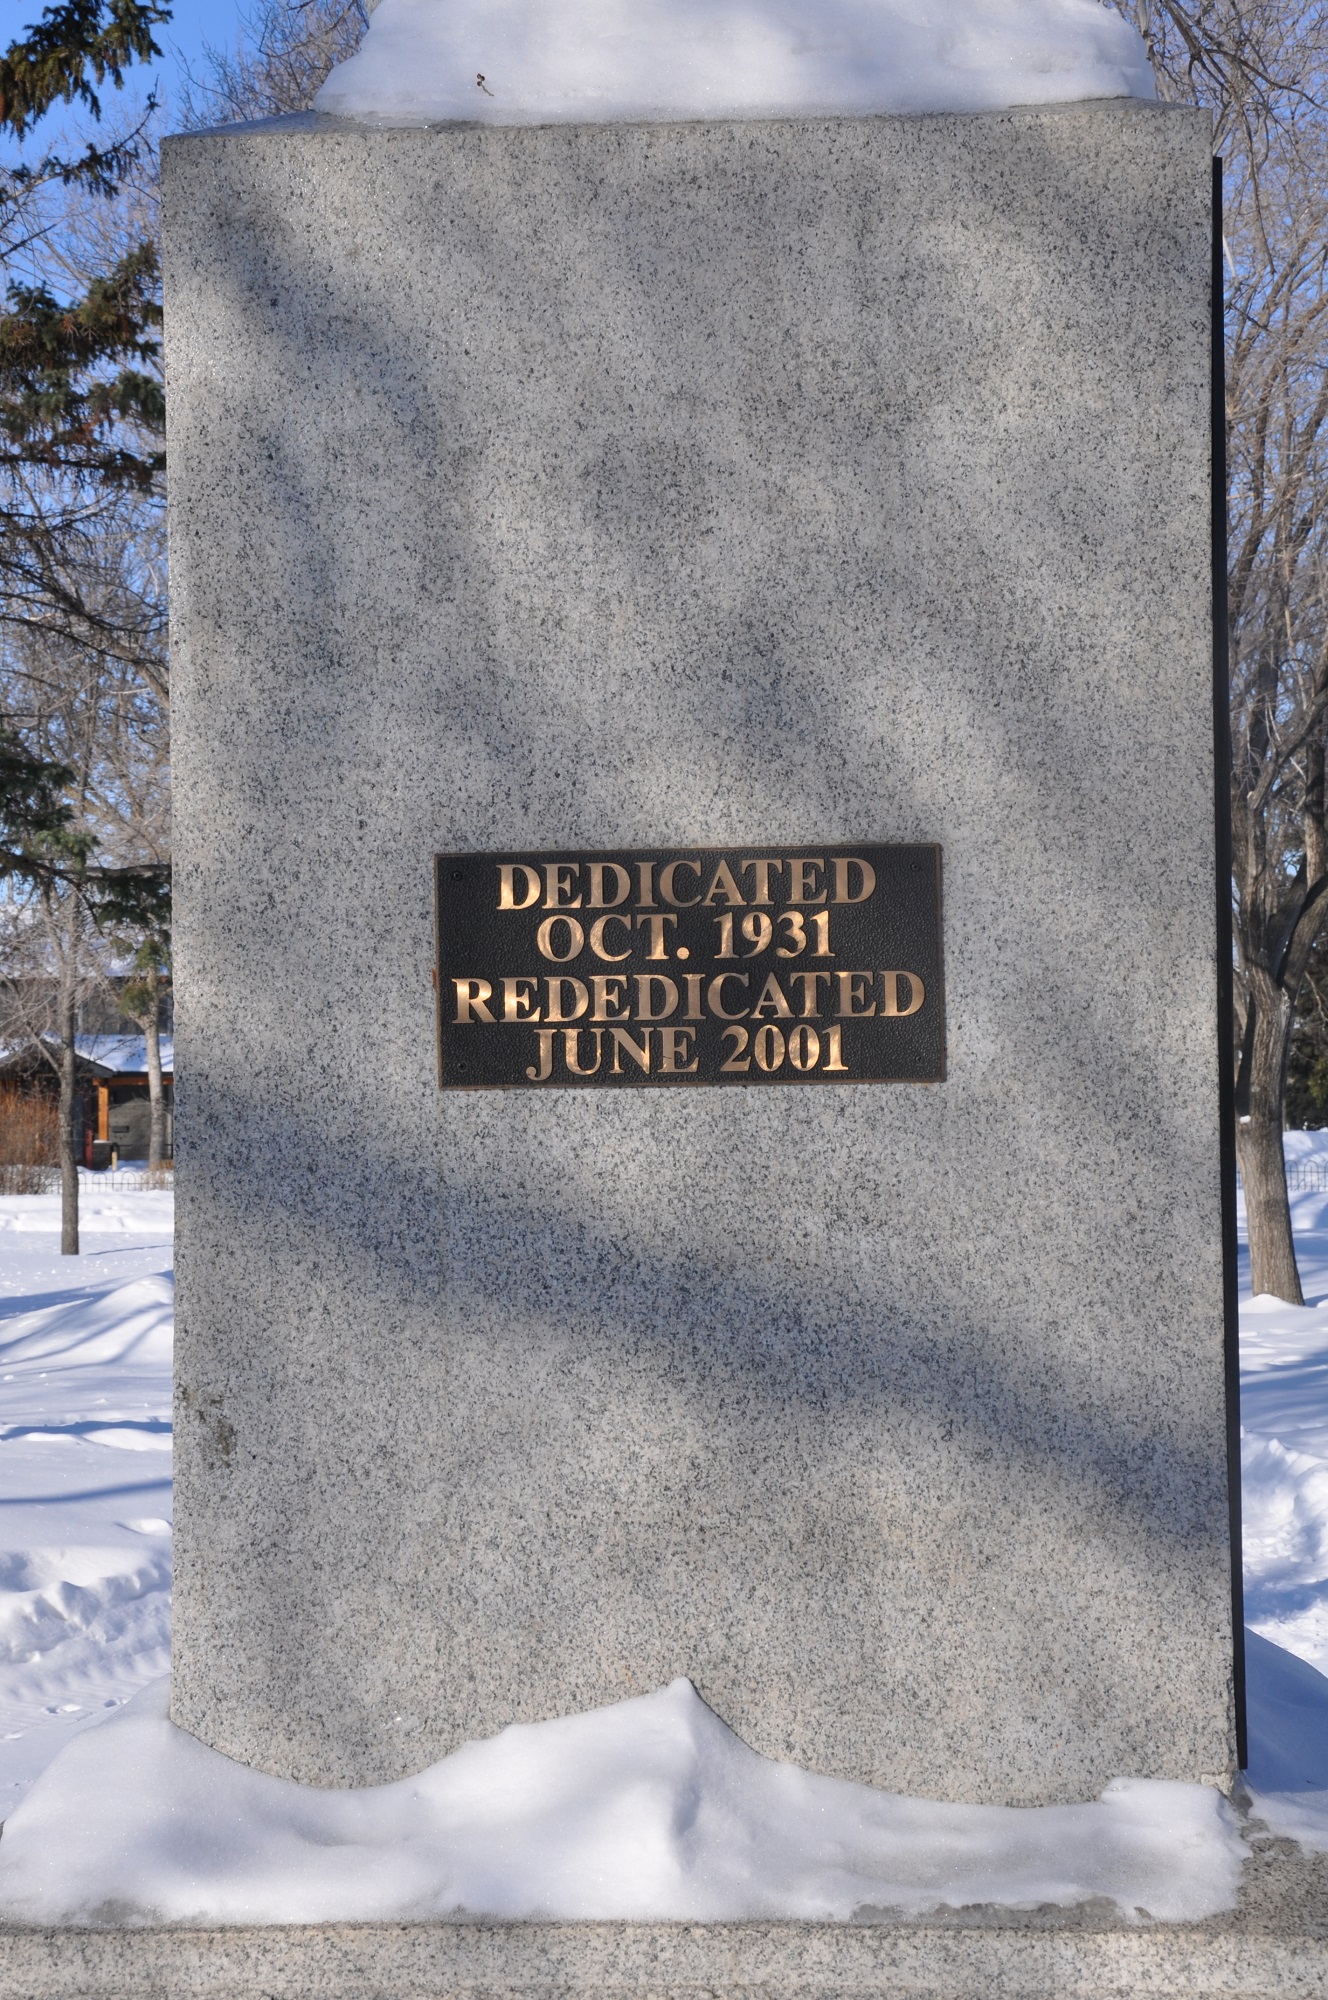 DEDICATED
OCT. 1931
REDEDICATED
JUNE 2001